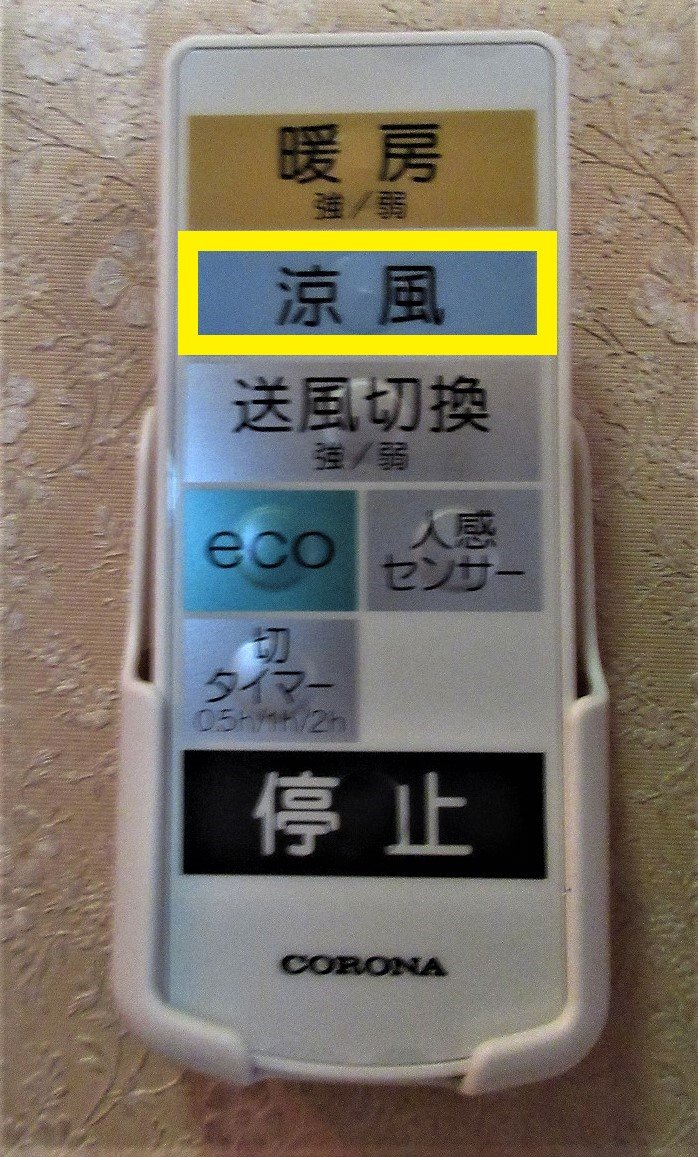 暖房
強／弱
涼風
送風切換
強／弱
eco
人感
センサー
切
タイマー
0.5h/1h/2h
停止
CORONA